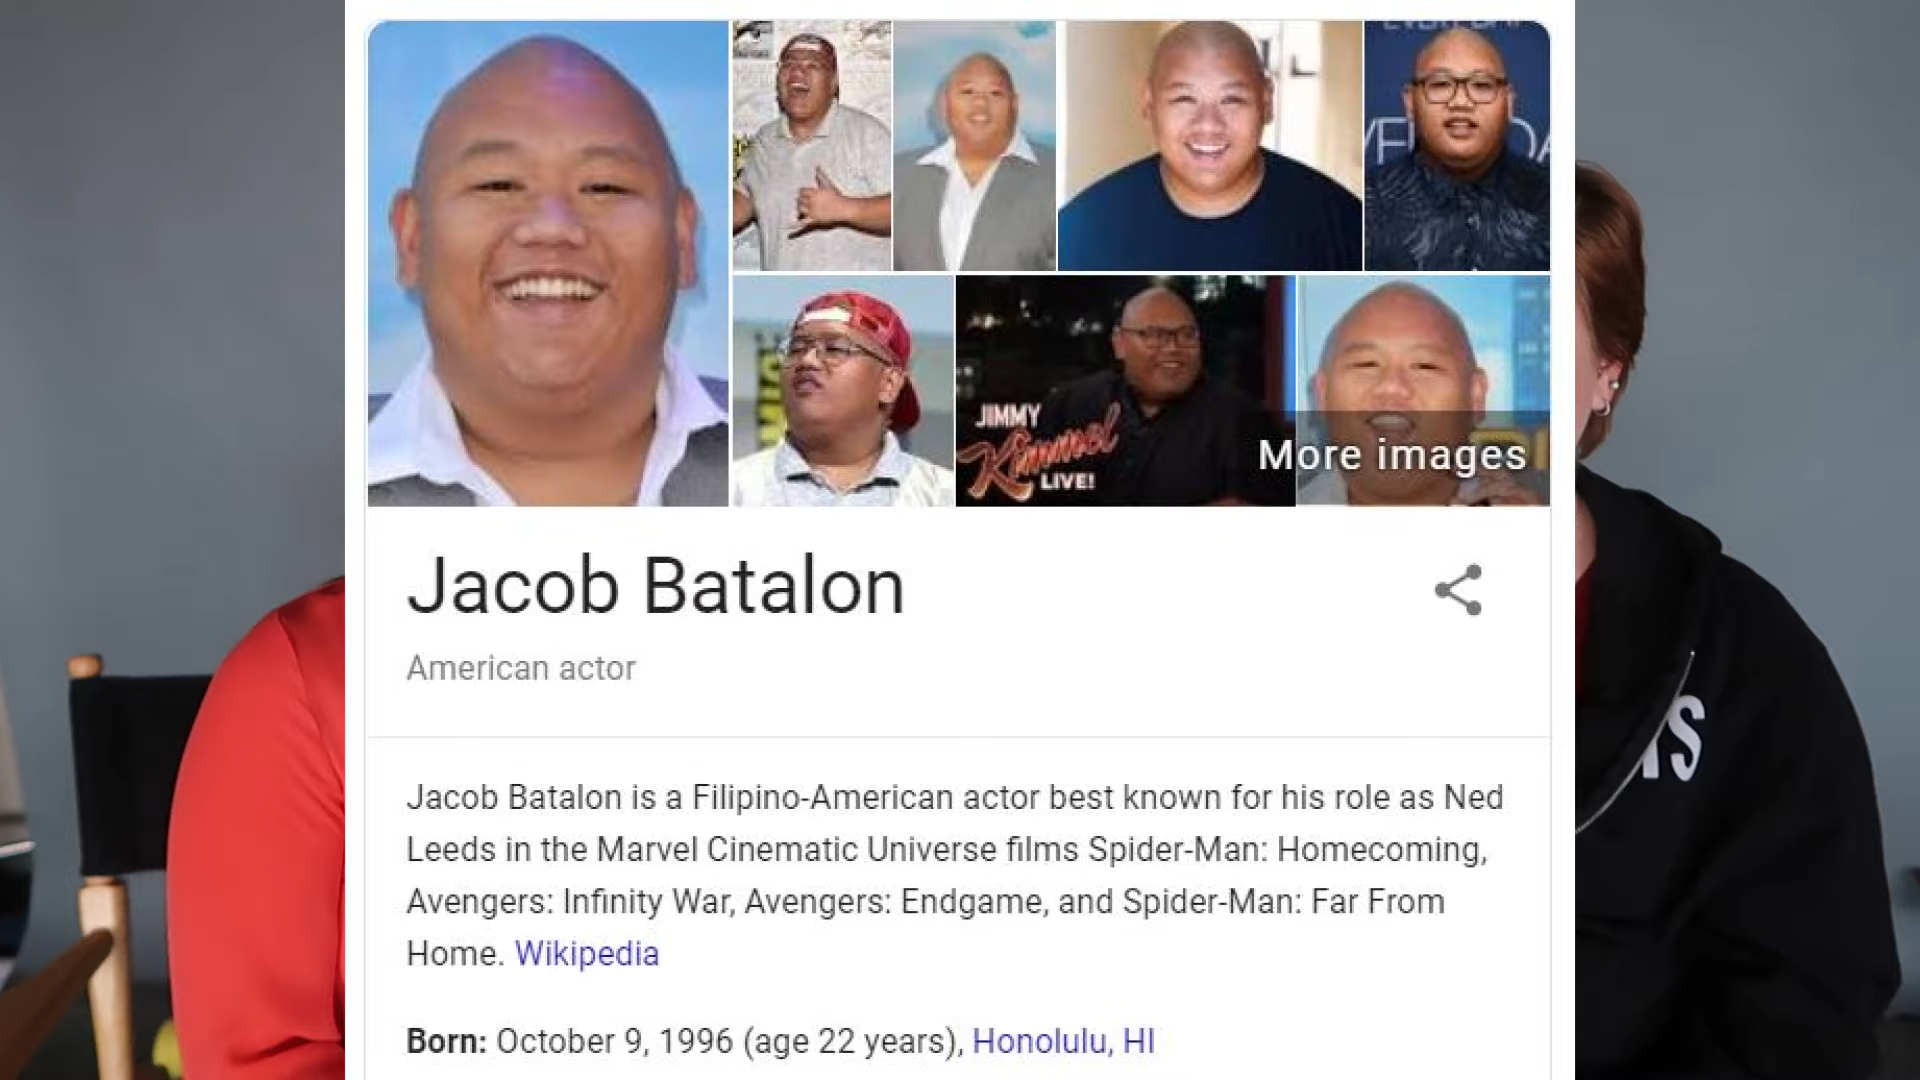 JIMMY
Kimmel
LIVE!
More images
Jacob Batalon
American actor
Jacob Batalon is a Filipino-American actor best known for his role as Ned
Leeds in the Marvel Cinematic Universe films Spider-Man: Homecoming,
Avengers: Infinity War, Avengers: Endgame, and Spider-Man: Far From
Home. Wikipedia
Born: October 9, 1996 (age 22 years), Honolulu, HI